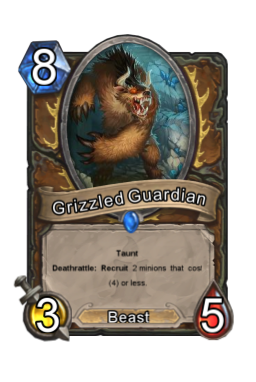 8
Grizzled Guardian
Taunt
Deathrattle: Recruit 2 minions that cost
(4) or less.
3
Beast
5